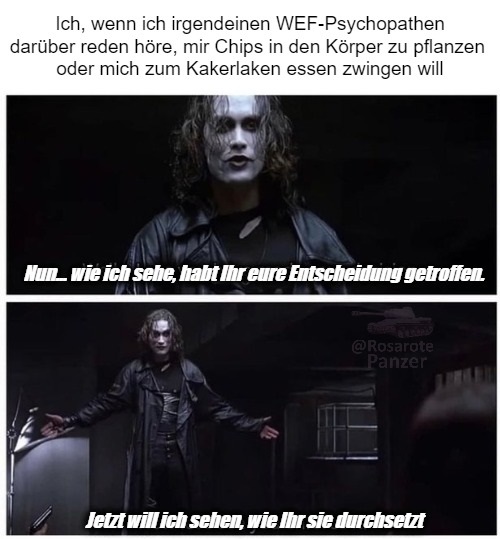 Ich, wenn ich irgendeinen WEF-Psychopathen
darüber reden höre, mir Chips in den Körper zu pflanzen
oder mich zum Kakerlaken essen zwingen will
Nun... wie ich sehe, habt Ihr eure Entscheidung getroffen.
@Rosarote
Panzer
Jetzt will ich sehen, wie Ihr sie durchsetzt